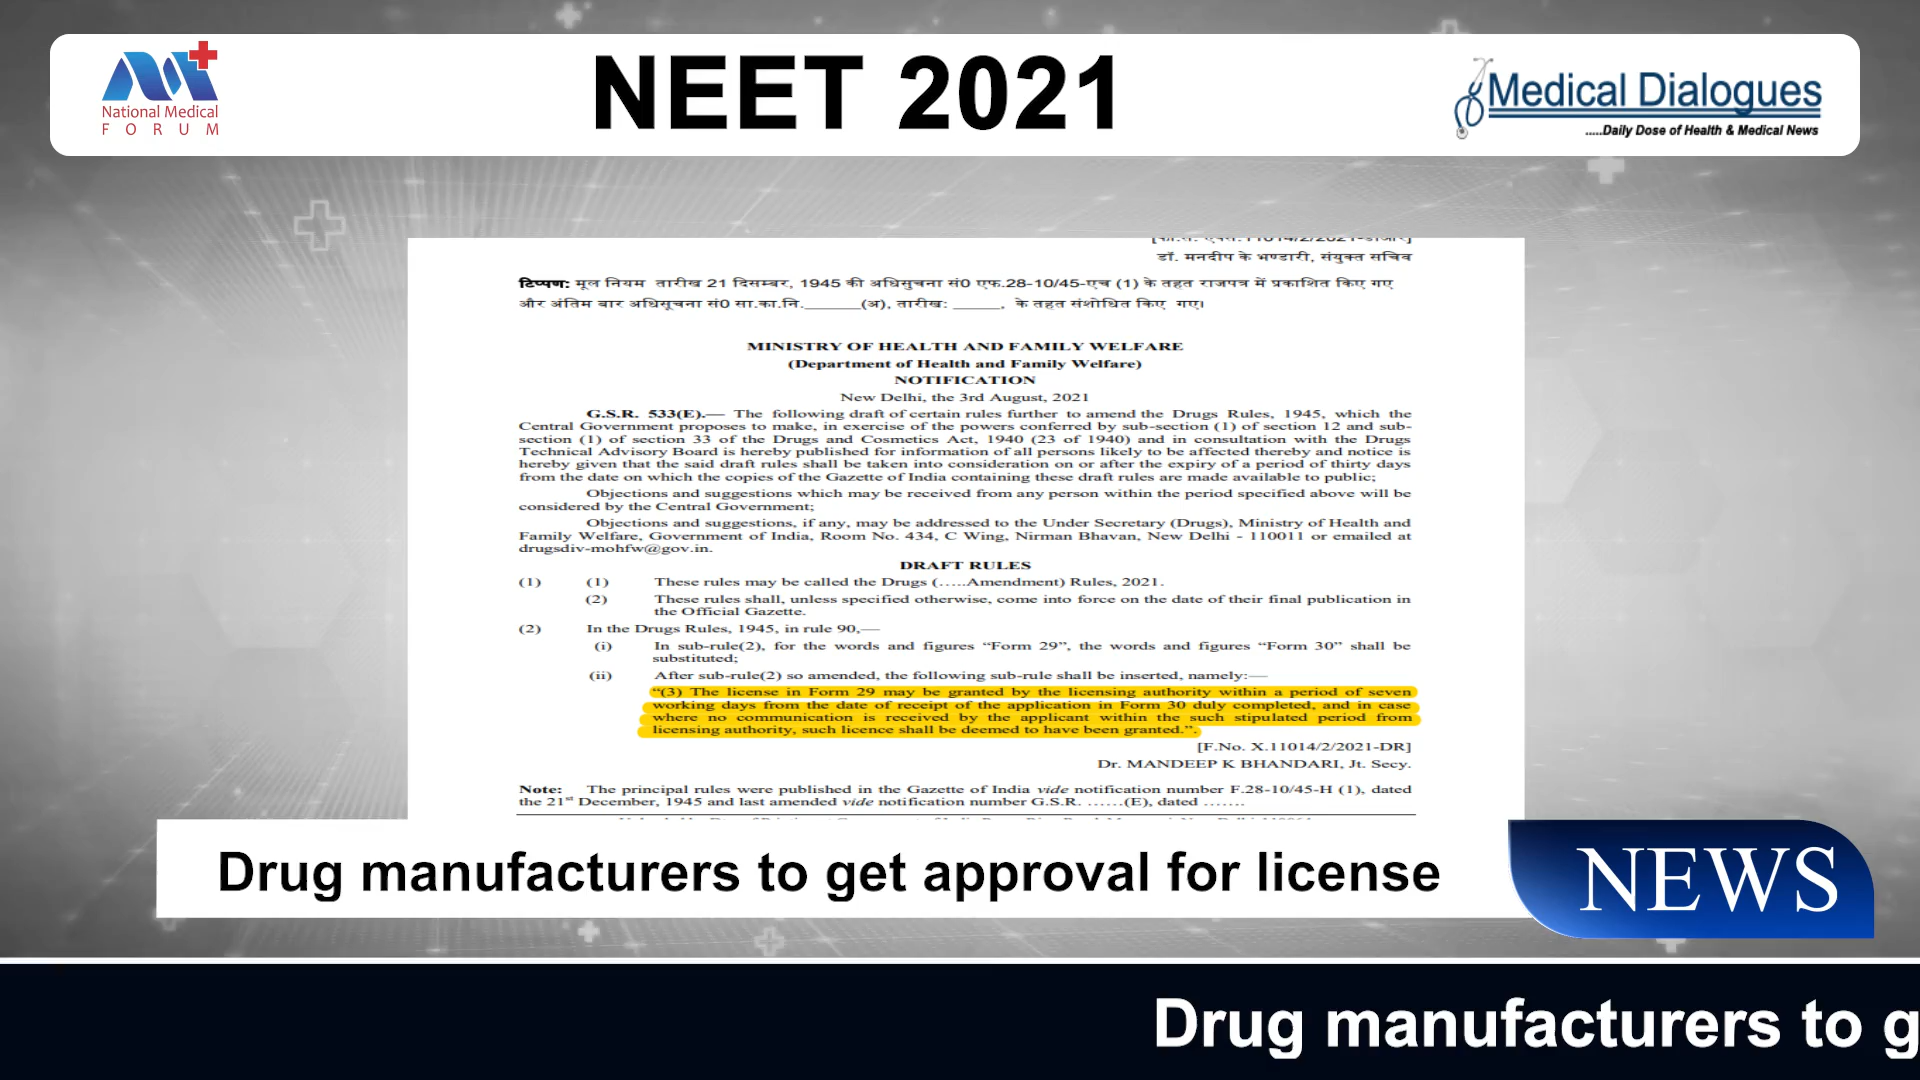 National Medical
FORUM
NEET 2021
Medical Dialogues
.....Daily Dose of Health & Medical News
डॉ. मनदीप के भण्डारी, संयुक्त सचिव
टिप्पण: मूल नियम तारीख 21 दिसम्बर, 1945 की अधिसूचना सं0 एफ.28-10/45-एच (1) के तहत राजपत्र में प्रकाशित किए गए
और अंतिम बार अधिसूचना सं0 सा.का.नि.______(अ), तारीख: _____, के तहत संशोधित किए गए।
MINISTRY OF HEALTH AND FAMILY WELFARE
(Department of Health and Family Welfare)
NOTIFICATION
New Delhi, the 3rd August, 2021
G.S.R. 533(E).— The following draft of certain rules further to amend the Drugs Rules, 1945, which the
Central Government proposes to make, in exercise of the powers conferred by sub-section (1) of section 12 and sub-
section (1) of section 33 of the Drugs and Cosmetics Act, 1940 (23 of 1940) and in consultation with the Drugs
Technical Advisory Board is hereby published for information of all persons likely to be affected thereby and notice is
hereby given that the said draft rules shall be taken into consideration on or after the expiry of a period of thirty days
from the date on which the copies of the Gazette of India containing these draft rules are made available to public;
Objections and suggestions which may be received from any person within the period specified above will be
considered by the Central Government;
Objections and suggestions, if any, may be addressed to the Under Secretary (Drugs), Ministry of Health and
Family Welfare, Government of India, Room No. 434, C Wing, Nirman Bhavan, New Delhi - 110011 or emailed at
drugsdiv-mohfw@gov.in.
DRAFT RULES
(1) (1) These rules may be called the Drugs (…..Amendment) Rules, 2021.
(2) These rules shall, unless specified otherwise, come into force on the date of their final publication in
the Official Gazette.
(2) In the Drugs Rules, 1945, in rule 90,—
(i) In sub-rule(2), for the words and figures “Form 29”, the words and figures “Form 30” shall be
substituted;
(ii) After sub-rule(2) so amended, the following sub-rule shall be inserted, namely:—
“(3) The license in Form 29 may be granted by the licensing authority within a period of seven
working days from the date of receipt of the application in Form 30 duly completed, and in case
where no communication is received by the applicant within the such stipulated period from
licensing authority, such licence shall be deemed to have been granted.”.
[F.No. X.11014/2/2021-DR]
Dr. MANDEEP K BHANDARI, Jt. Secy.
Note: The principal rules were published in the Gazette of India vide notification number F.28-10/45-H (1), dated
the 21st December, 1945 and last amended vide notification number G.S.R. ……(E), dated …….
Drug manufacturers to get approval for license
NEWS
Drug manufacturers to g